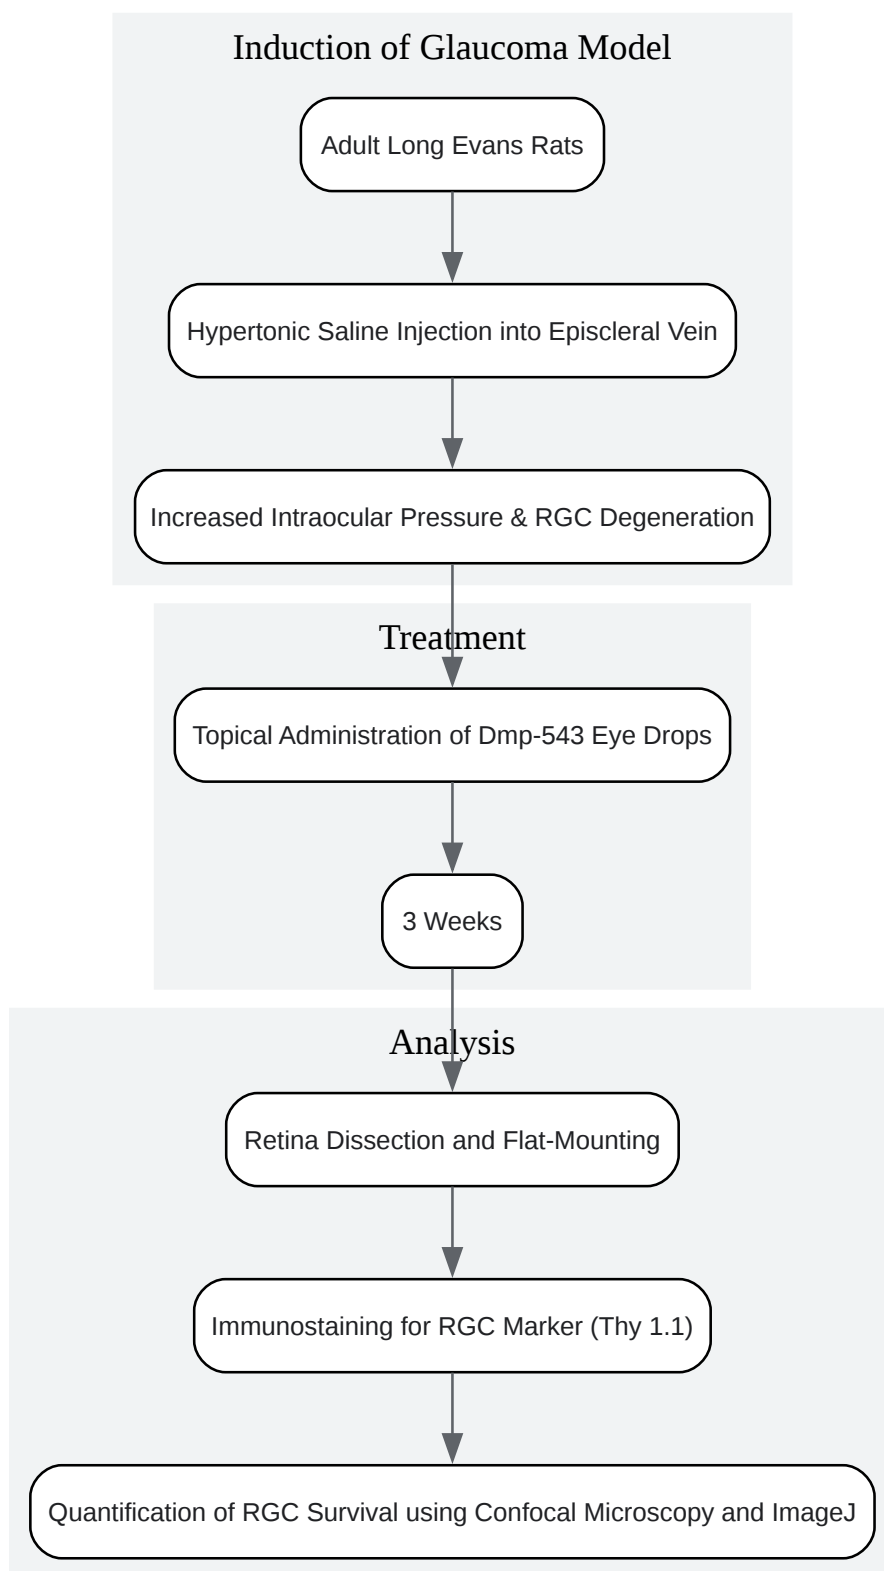 Induction of Glaucoma Model
Adult Long Evans Rats
Hypertonic Saline Injection into Episcleral Vein
Increased Intraocular Pressure & RGC Degeneration
Treatment
Topical Administration of Dmp-543 Eye Drops
3 Weeks
Analysis
Retina Dissection and Flat-Mounting
Immunostaining for RGC Marker (Thy 1.1)
Quantification of RGC Survival using Confocal Microscopy and ImageJ